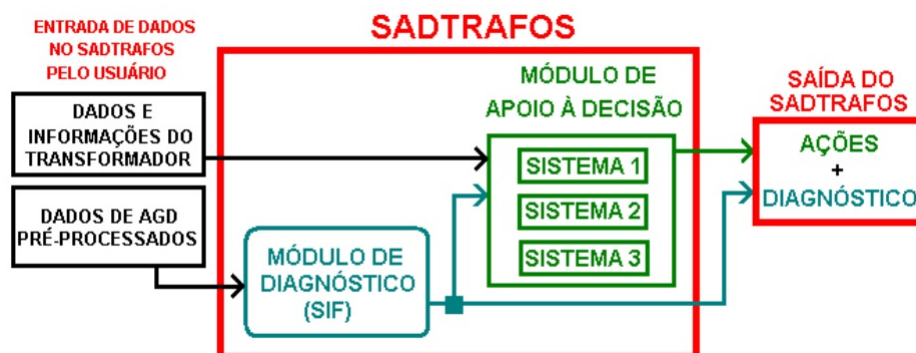 ENTRADA DE DADOS
NO SADTRAFOS
PELO USUÁRIO
DADOS E
INFORMAÇÕES DO
TRANSFORMADOR
DADOS DE AGD
PRÉ-PROCESSADOS
SADTRAFOS
MÓDULO DE
DIAGNÓSTICO
(SIF)
MÓDULO DE
APOIO À DECISÃO
SISTEMA 1
SISTEMA 2
SISTEMA 3
SAÍDA DO
SADTRAFOS
AÇÕES
+
DIAGNÓSTICO